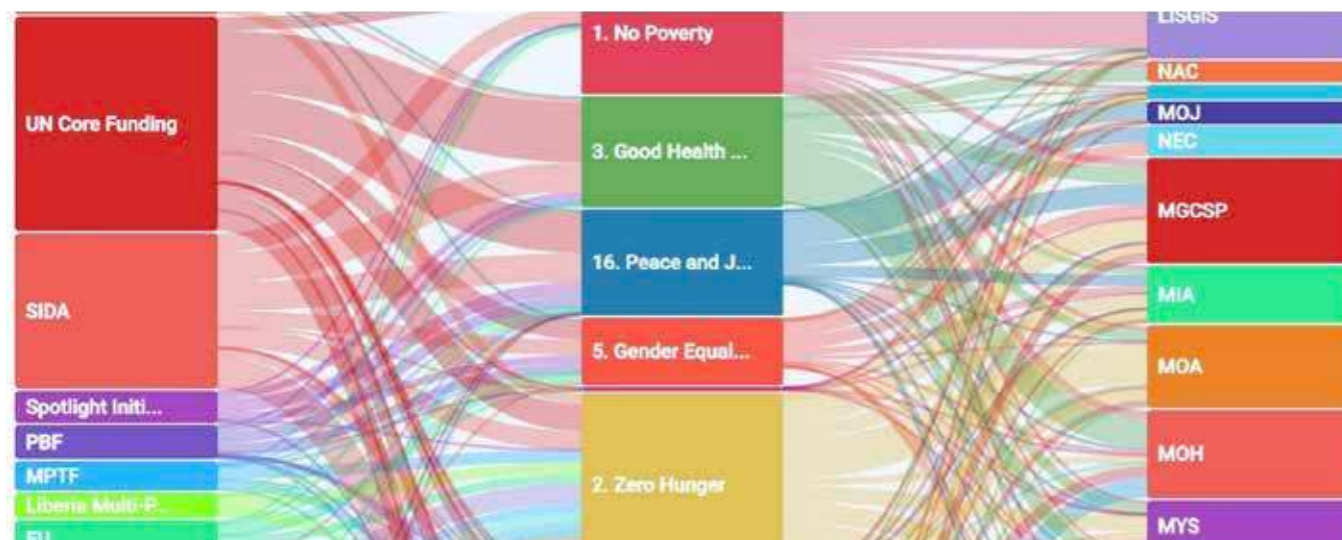 UN Core Funding
SIDA
Spotlight Initi...
PBF
MPTF
Liberia Multi-P...
EU
1. No Poverty
3. Good Health ...
16. Peace and J...
5. Gender Equal...
2. Zero Hunger
LISGIS
NAC
MOJ
NEC
MGCSP
MIA
MOA
MOH
MYS